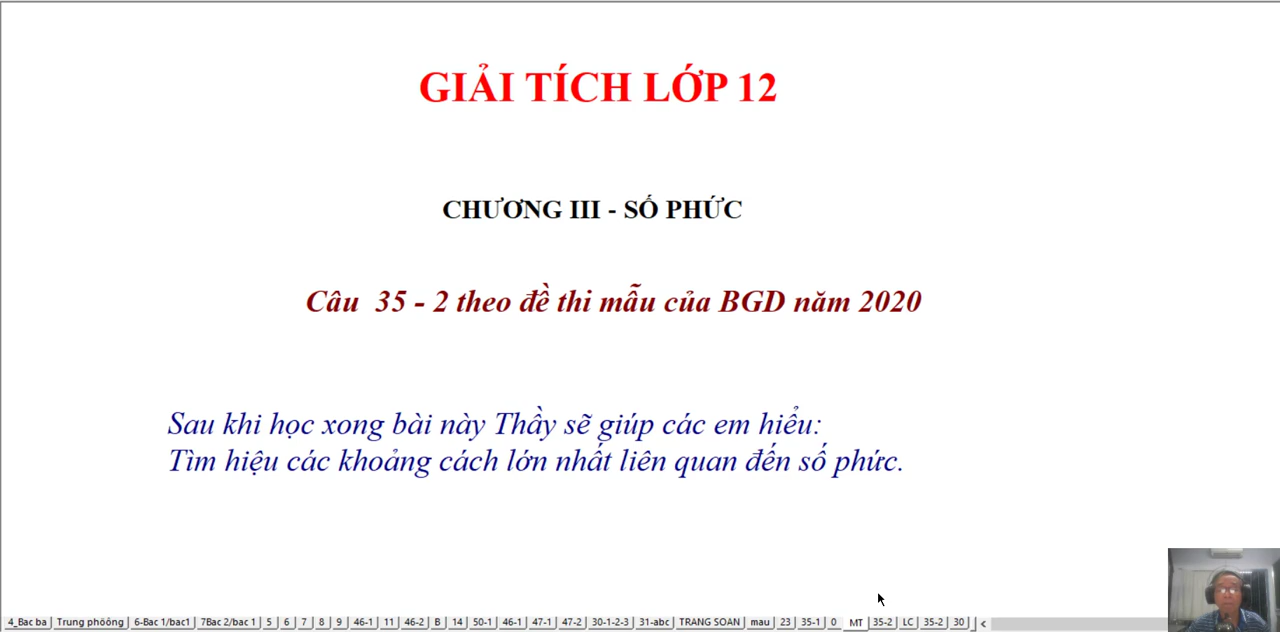 GIẢI TÍCH LỚP 12
CHƯƠNG III - SỐ PHỨC
Câu 35 - 2 theo đề thi mẫu của BGD năm 2020
Sau khi học xong bài này Thầy sẽ giúp các em hiểu:
Tìm hiệu các khoảng cách lớn nhất liên quan đến số phức.
4_Bac ba Trung phöông 6-Bac 1/bac1 7Bac 2/bac 1 5 6 7 8 9 46-1 11 46-2 B 14 50-1 46-1 47-1 47-2 30-1-2-3 31-abc TRANG SOAN mau 23 35-1 0 MT 35-2 LC 35-2 30 <